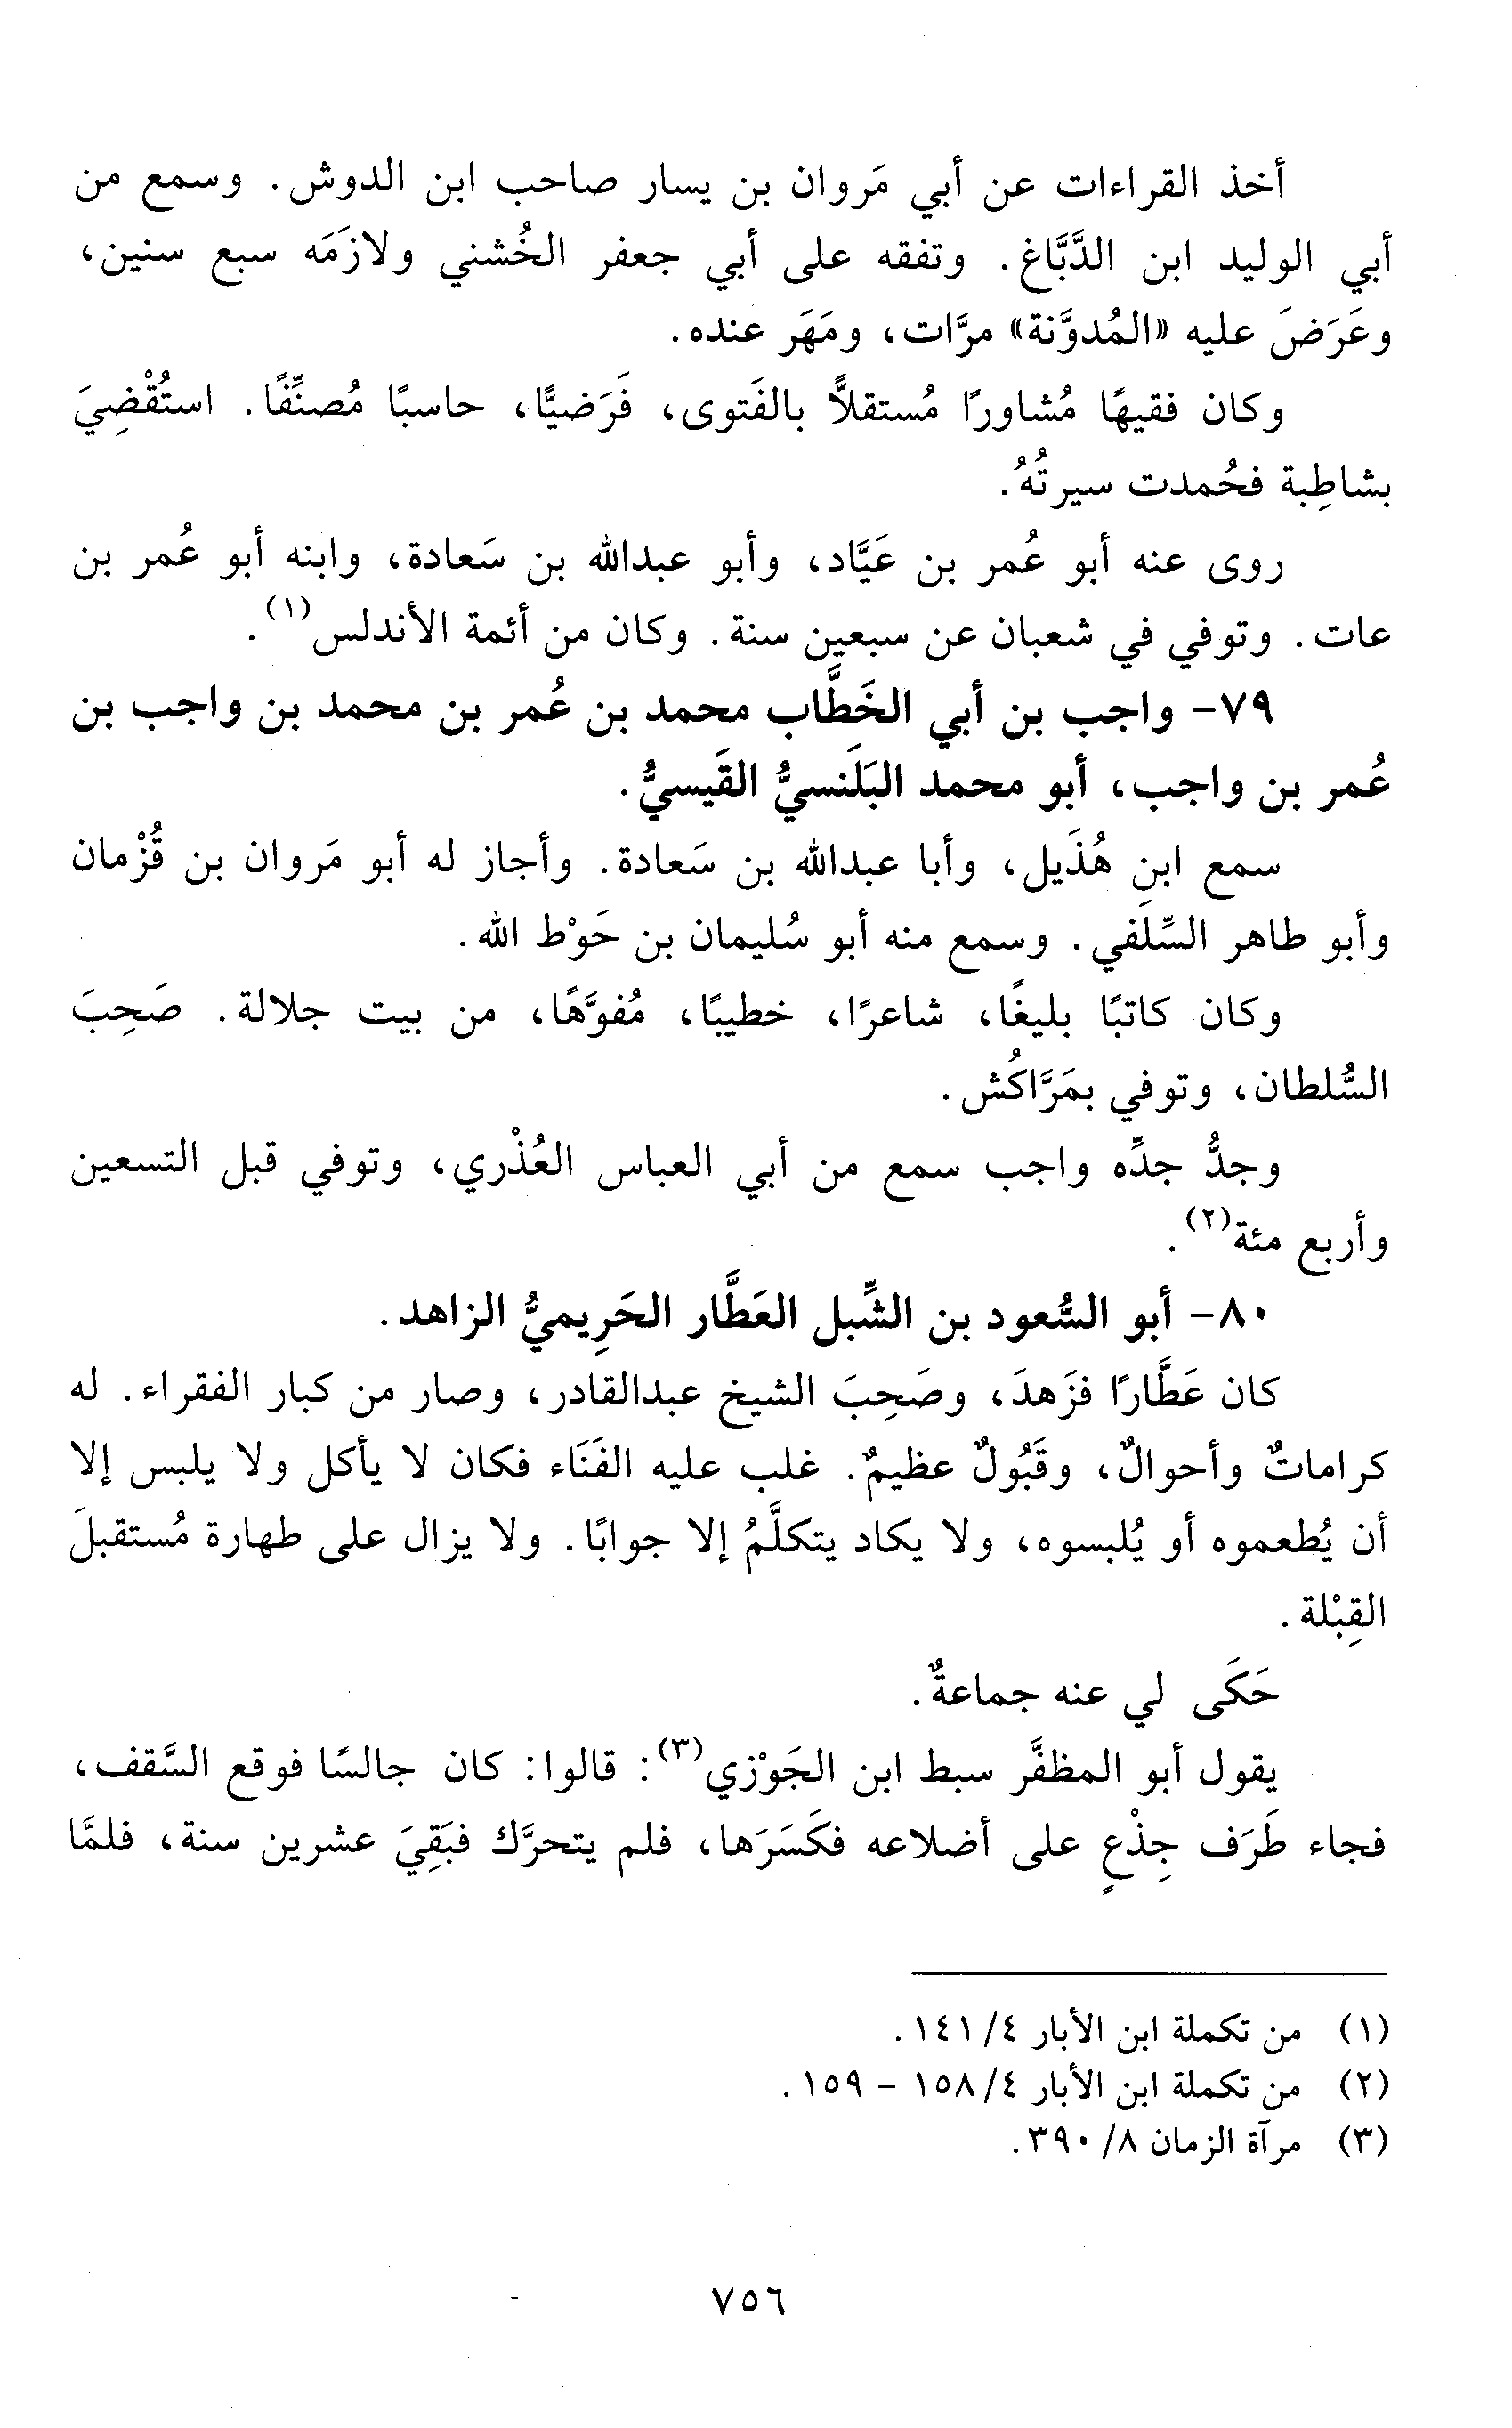 أخذ القراءات عن أبي مَروان بن يسار صاحب ابن الدوش. وسمع من
أبي الوليد ابن الدَّبَّاغ. وتفقه على أبي جعفر الخُشني ولازَمَه سبع سنين،
وعَرَضَ عليه «المُدوَّنة» مرَّات، ومَهَر عنده.
وكان فقيهًا مُشاورًا مُستقلاًّ بالفَتوى، فَرَضيًّا، حاسبًا مُصنِّفًا. استُقْضِيَ
بشاطِبة فحُمدت سيرتُهُ.
روى عنه أبو عُمر بن عَيَّاد، وأبو عبدالله بن سَعادة، وابنه أبو عُمر بن
عات. وتوفي في شعبان عن سبعين سنة. وكان من أئمة الأندلس(١).
٧٩- واجب بن أبي الخَطَّاب محمد بن عُمر بن محمد بن واجب بن
عُمر بن واجب، أبو محمد البَلَنسيُّ القَيسيُّ.
سمع ابن هُذَيل، وأبا عبدالله بن سَعادة. وأجاز له أبو مَروان بن قُزْمان
وأبو طاهر السِّلَفي. وسمع منه أبو سُليمان بن حَوْط الله.
وكان كاتبًا بليغًا، شاعرًا، خطيبًا، مُفوَّهًا، من بيت جلالة. صَحِبَ
السُّلطان، وتوفي بمَرَّاكُش.
وجدُّ جدِّه واجب سمع من أبي العباس العُذْري، وتوفي قبل التسعين
وأربع مئة(٢).
٨٠- أبو السُّعود بن الشِّبل العَطَّار الحَرِيميُّ الزاهد.
كان عَطَّارًا فزَهدَ، وصَحِبَ الشيخ عبدالقادر، وصار من كبار الفقراء. له
كراماتٌ وأحوالٌ، وقَبُولٌ عظيمٌ. غلب عليه الفَنَاء فكان لا يأكل ولا يلبس إلا
أن يُطعموه أو يُلبسوه، ولا يكاد يتكلَّمُ إلا جوابًا. ولا يزال على طهارة مُستقبلَ
القِبْلة.
حَكَى لي عنه جماعةٌ.
يقول أبو المظفَّر سبط ابن الجَوْزي(٣): قالوا: كان جالسًا فوقع السَّقف،
فجاء طَرَف جِذْعٍ على أضلاعه فكَسَرَها، فلم يتحرَّك فبَقِيَ عشرين سنة، فلمَّا
(١) من تكملة ابن الأبار ٤/ ١٤١.
(٢) من تكملة ابن الأبار ٤/ ١٥٨ - ١٥٩.
(٣) مرآة الزمان ٨/ ٣٩٠.
٧٥٦